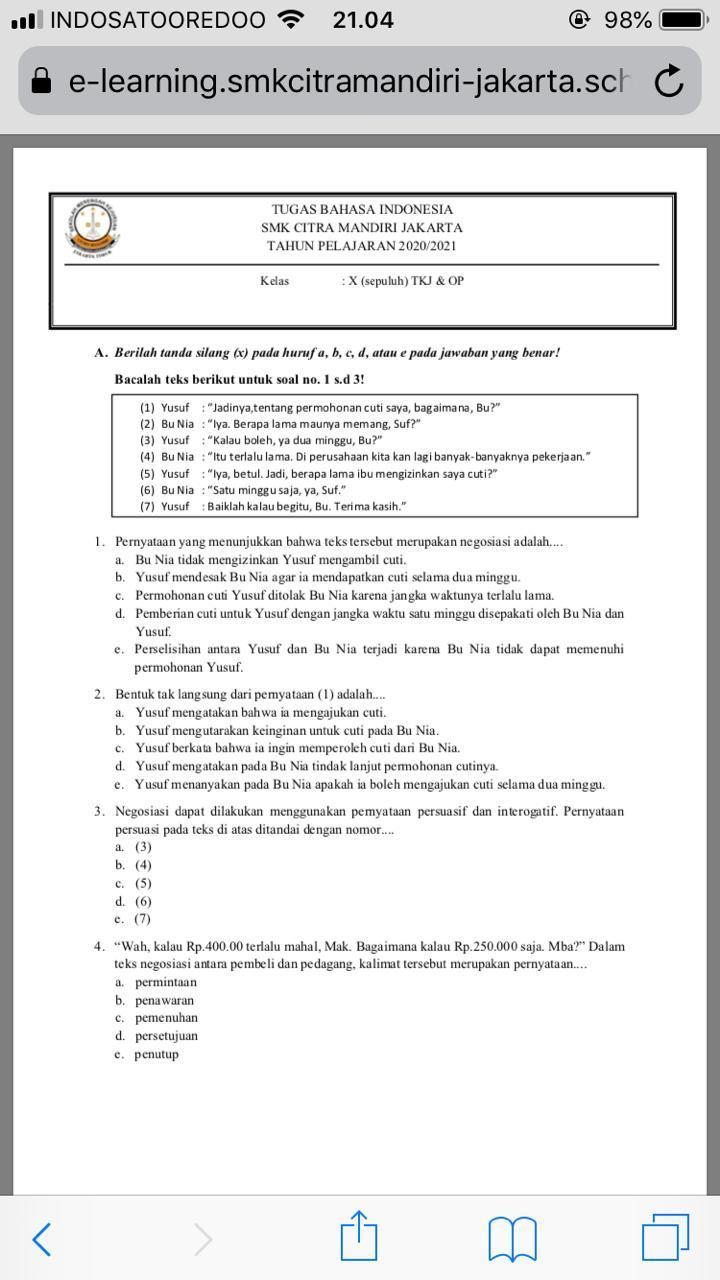 INDOSATOOREDOO 21.04 98%
e-learning.smkcitramandiri-jakarta.sch
TUGAS BAHASA INDONESIA
SMK CITRA MANDIRI JAKARTA
TAHUN PELAJARAN 2020/2021
Kelas : X (sepuluh) TKJ & OP
A. Berilah tanda silang (x) pada huruf a, b, c, d, atau e pada jawaban yang benar!
Bacalah teks berikut untuk soal no. 1 s.d 3!
(1) Yusuf : "Jadinya,tentang permohonan cuti saya, bagaimana, Bu?"
(2) Bu Nia : "Iya. Berapa lama maunya memang, Suf?"
(3) Yusuf : "Kalau boleh, ya dua minggu, Bu?"
(4) Bu Nia : "Itu terlalu lama. Di perusahaan kita kan lagi banyak-banyaknya pekerjaan."
(5) Yusuf : "Iya, betul. Jadi, berapa lama ibu mengizinkan saya cuti?"
(6) Bu Nia : "Satu minggu saja, ya, Suf."
(7) Yusuf : Baiklah kalau begitu, Bu. Terima kasih."
1. Pernyataan yang menunjukkan bahwa teks tersebut merupakan negosiasi adalah....
a. Bu Nia tidak mengizinkan Yusuf mengambil cuti.
b. Yusuf mendesak Bu Nia agar ia mendapatkan cuti selama dua minggu.
c. Permohonan cuti Yusuf ditolak Bu Nia karena jangka waktunya terlalu lama.
d. Pemberian cuti untuk Yusuf dengan jangka waktu satu minggu disepakati oleh Bu Nia dan
Yusuf.
e. Perselisihan antara Yusuf dan Bu Nia terjadi karena Bu Nia tidak dapat memenuhi
permohonan Yusuf.
2. Bentuk tak langsung dari pernyataan (1) adalah....
a. Yusuf mengatakan bahwa ia mengajukan cuti.
b. Yusuf mengutarakan keinginan untuk cuti pada Bu Nia.
c. Yusuf berkata bahwa ia ingin memperoleh cuti dari Bu Nia.
d. Yusuf mengatakan pada Bu Nia tindak lanjut permohonan cutinya.
e. Yusuf menanyakan pada Bu Nia apakah ia boleh mengajukan cuti selama dua minggu.
3. Negosiasi dapat dilakukan menggunakan pernyataan persuasif dan interogatif. Pernyataan
persuasi pada teks di atas ditandai dengan nomor....
a. (3)
b. (4)
c. (5)
d. (6)
e. (7)
4. "Wah, kalau Rp.400.00 terlalu mahal, Mak. Bagaimana kalau Rp.250.000 saja. Mba?" Dalam
teks negosiasi antara pembeli dan pedagang, kalimat tersebut merupakan pernyataan....
a. permintaan
b. penawaran
c. pemenuhan
d. persetujuan
e. penutup